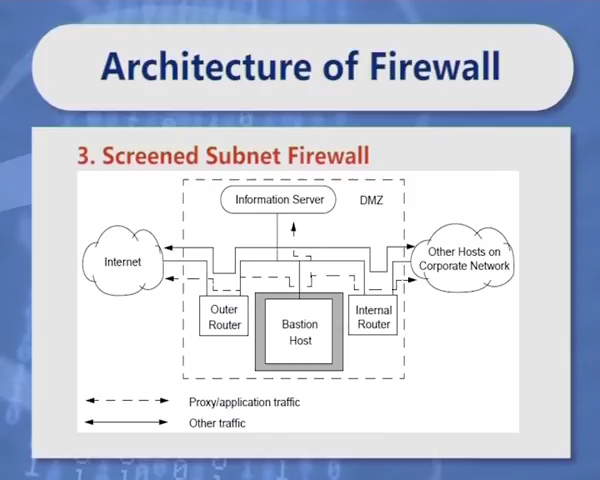 Architecture of Firewall
3. Screened Subnet Firewall
Information Server
DMZ
Internet
Other Hosts on
Corporate Network
Outer
Router
Bastion
Host
Internal
Router
Proxy/application traffic
Other traffic